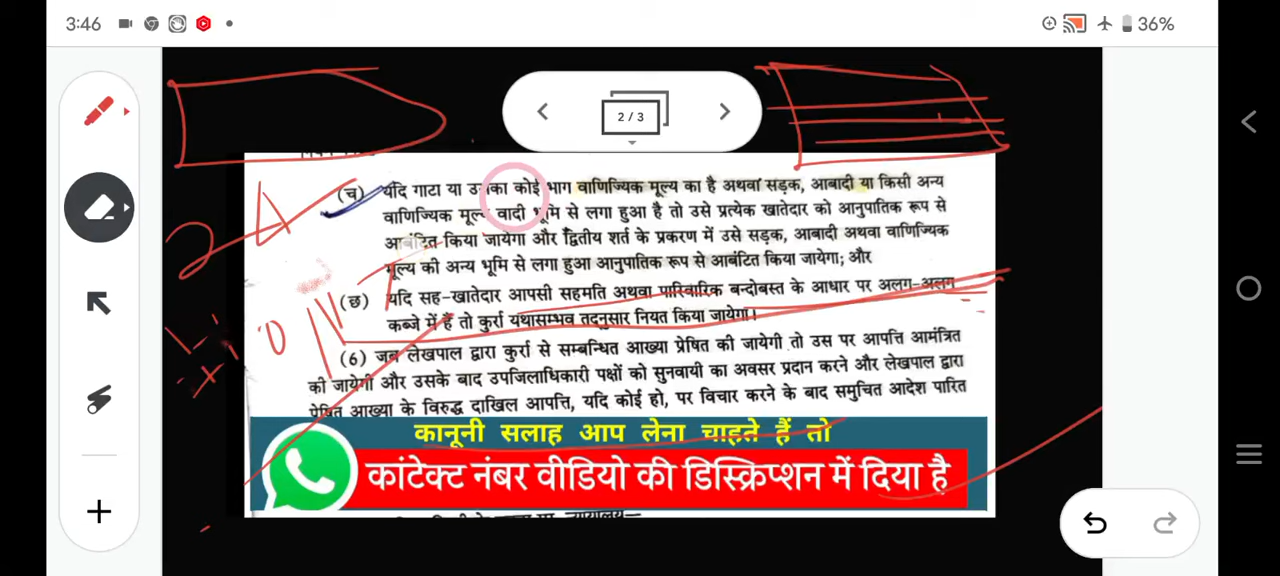 3:46
36%
2 / 3
(च) यदि गाटा या उनका कोई भाग वाणिज्यिक मूल्य का है अथवा सड़क, आबादी या किसी अन्य
वाणिज्यिक मूल्य वादी भूमि से लगा हुआ है तो उसे प्रत्येक खातेदार को आनुपातिक रूप से
आबंटित किया जायेगा और द्वितीय शर्त के प्रकरण में उसे सड़क, आबादी अथवा वाणिज्यिक
मूल्य की अन्य भूमि से लगा हुआ आनुपातिक रूप से आबंटित किया जायेगा; और
(छ) यदि सह-खातेदार आपसी सहमति अथवा पारिवारिक बन्दोबस्त के आधार पर अलग-अलग
कब्जे में हैं तो कुर्रा यथासम्भव तदनुसार नियत किया जायेगा।
(6) जब लेखपाल द्वारा कुर्रा से सम्बन्धित आख्या प्रेषित की जायेगी तो उस पर आपत्ति आमंत्रित
की जायेगी और उसके बाद उपजिलाधिकारी पक्षों को सुनवायी का अवसर प्रदान करने और लेखपाल द्वारा
प्रेषित आख्या के विरुद्ध दाखिल आपत्ति, यदि कोई हो, पर विचार करने के बाद समुचित आदेश पारित
कानूनी सलाह आप लेना चाहते हैं तो
कांटेक्ट नंबर वीडियो की डिस्क्रिप्शन में दिया है